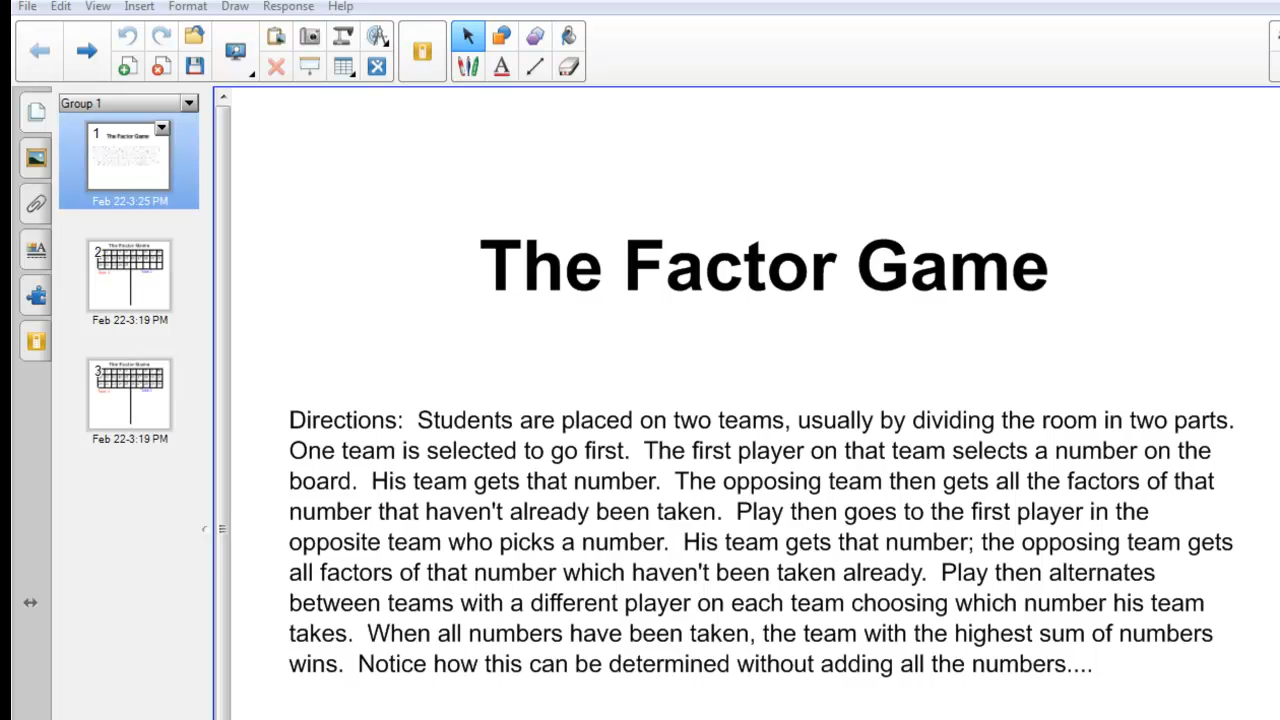 File Edit View Insert Format Draw Response Help
Group 1
1
The Factor Game
Feb 22-3:25 PM
2
The Factor Game
Feb 22-3:19 PM
3
The Factor Game
Feb 22-3:19 PM
The Factor Game
Directions: Students are placed on two teams, usually by dividing the room in two parts.
One team is selected to go first. The first player on that team selects a number on the
board. His team gets that number. The opposing team then gets all the factors of that
number that haven't already been taken. Play then goes to the first player in the
opposite team who picks a number. His team gets that number; the opposing team gets
all factors of that number which haven't been taken already. Play then alternates
between teams with a different player on each team choosing which number his team
takes. When all numbers have been taken, the team with the highest sum of numbers
wins. Notice how this can be determined without adding all the numbers....